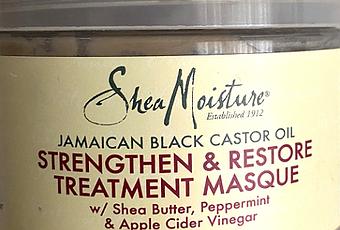 SheaMoisture®
Established 1912
JAMAICAN BLACK CASTOR OIL
STRENGTHEN & RESTORE
TREATMENT MASQUE
w/ Shea Butter, Peppermint
& Apple Cider Vinegar